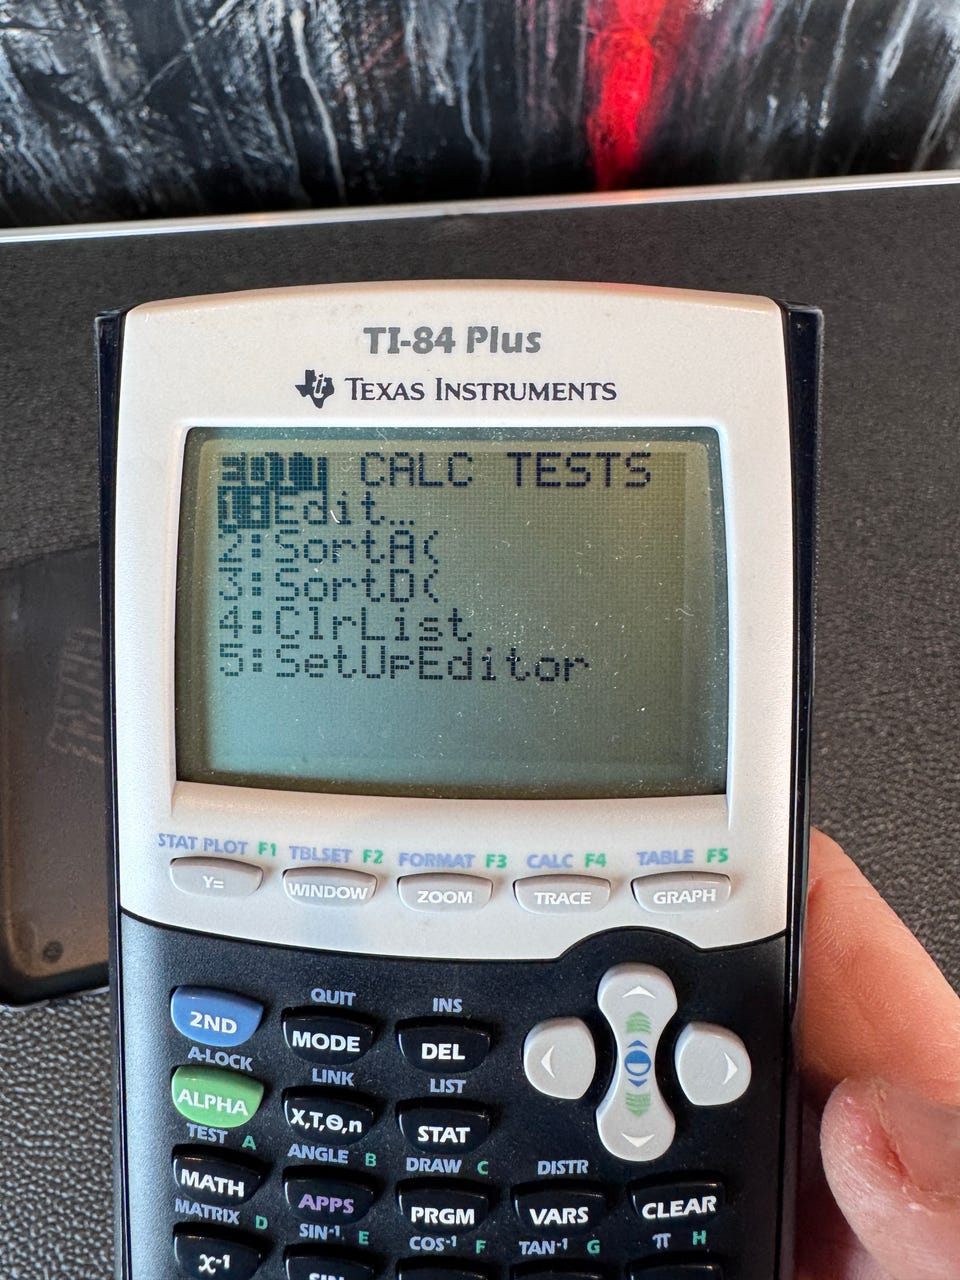 TI-84 Plus
TEXAS INSTRUMENTS
EDIT CALC TESTS
1:Edit…
2:SortA(
3:SortD(
4:ClrList
5:SetUpEditor
STAT PLOT F1 TBLSET F2 FORMAT F3 CALC F4 TABLE F5
Y= WINDOW ZOOM TRACE GRAPH
QUIT INS
2ND MODE DEL
A-LOCK LINK LIST
ALPHA X,T,Θ,n STAT
TEST A ANGLE B DRAW C DISTR
MATH APPS PRGM VARS CLEAR
MATRIX D SIN⁻¹ E COS⁻¹ F TAN⁻¹ G π H
x⁻¹ SIN